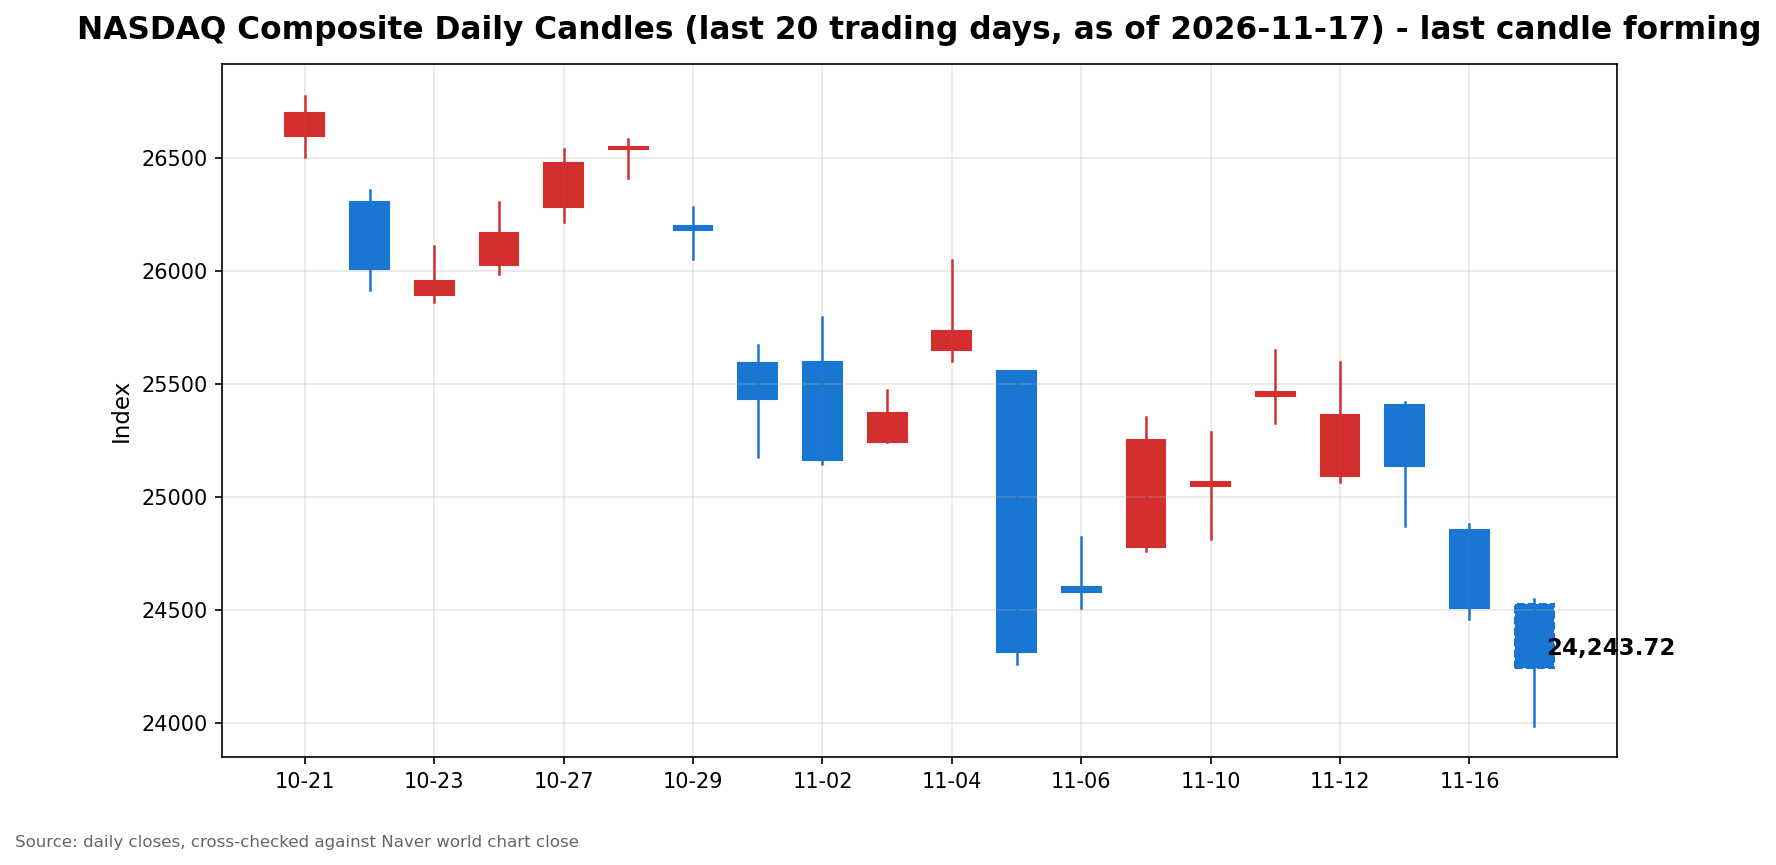 NASDAQ Composite Daily Candles (last 20 trading days, as of 2026-11-17) - last candle forming
Index
26500
26000
25500
25000
24500
24000
24,243.72
10-21 10-23 10-27 10-29 11-02 11-04 11-06 11-10 11-12 11-16
Source: daily closes, cross-checked against Naver world chart close